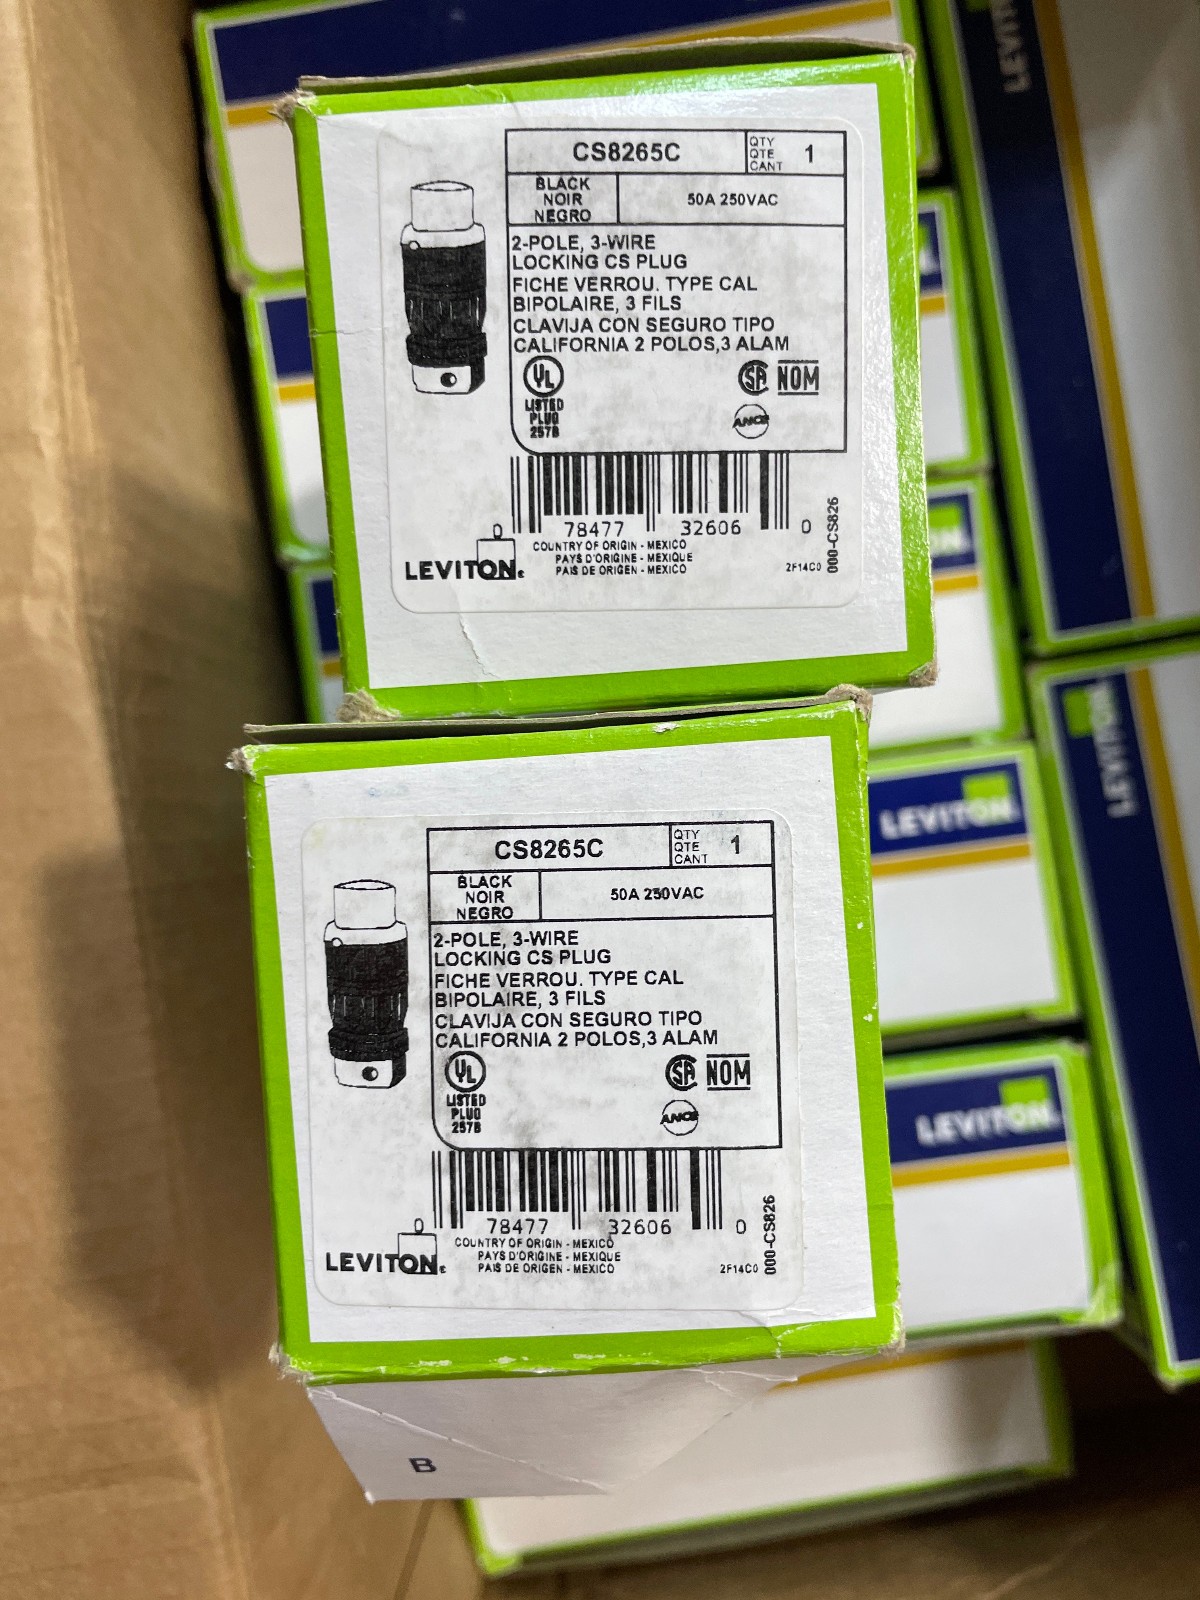 LEVIT
CS8265C
QTY
QTE
CANT
1
BLACK
NOIR
NEGRO
50A 250VAC
2-POLE, 3-WIRE
LOCKING CS PLUG
FICHE VERROU. TYPE CAL
BIPOLAIRE, 3 FILS
CLAVIJA CON SEGURO TIPO
CALIFORNIA 2 POLOS,3 ALAM
UL
LISTED
PLUG
257B
SA NOM
ANCE
0 78477 32606 0
000-CS826
COUNTRY OF ORIGIN - MEXICO
PAYS D'ORIGINE - MEXIQUE
PAIS DE ORIGEN - MEXICO
2F14C0
LEVITON
ON
LEVITON
LEVITON
LEVITON
CS8265C
QTY
QTE
CANT
1
BLACK
NOIR
NEGRO
50A 250VAC
2-POLE, 3-WIRE
LOCKING CS PLUG
FICHE VERROU. TYPE CAL
BIPOLAIRE, 3 FILS
CLAVIJA CON SEGURO TIPO
CALIFORNIA 2 POLOS,3 ALAM
UL
LISTED
PLUG
257B
SA NOM
ANCE
0 78477 32606 0
000-CS826
COUNTRY OF ORIGIN - MEXICO
PAYS D'ORIGINE - MEXIQUE
PAIS DE ORIGEN - MEXICO
2F14C0
LEVITON
B